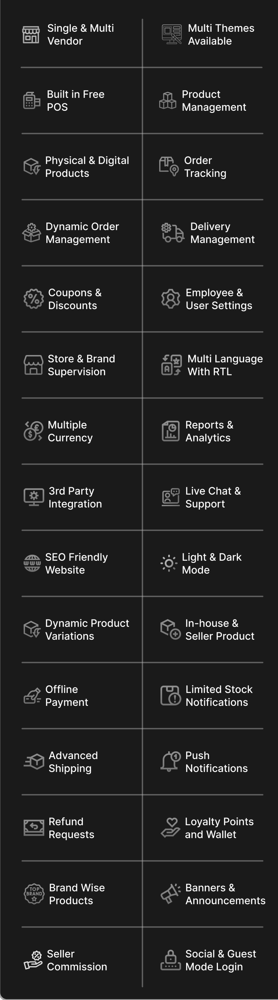 Single & Multi
Vendor
Multi Themes
Available
Built in Free
POS
Product
Management
Physical & Digital
Products
Order
Tracking
Dynamic Order
Management
Delivery
Management
Coupons &
Discounts
Employee &
User Settings
Store & Brand
Supervision
Multi Language
With RTL
A
Multiple
Currency
£
$
Reports &
Analytics
3rd Party
Integration
Live Chat &
Support
SEO Friendly
Website
www
Light & Dark
Mode
Dynamic Product
Variations
In-house &
Seller Product
Offline
Payment
Limited Stock
Notifications
Advanced
Shipping
Push
Notifications
1
Refund
Requests
Loyalty Points
and Wallet
TOP
BRAND
Brand Wise
Products
Banners &
Announcements
Seller
Commission
Social & Guest
Mode Login